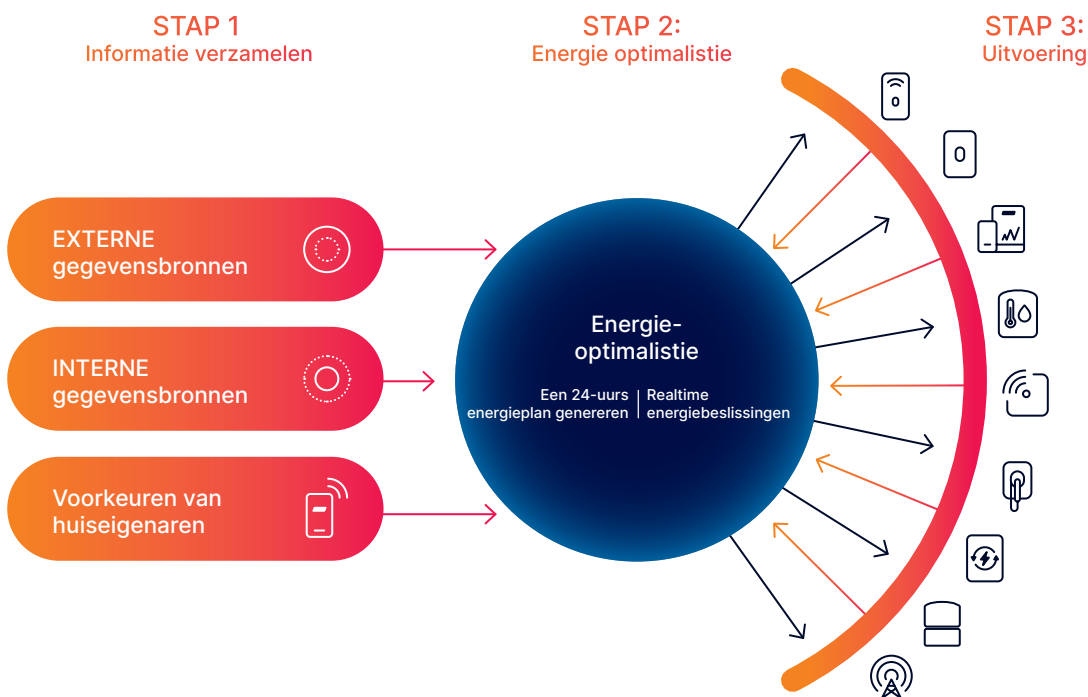 STAP 1
Informatie verzamelen
STAP 2:
Energie optimalistie
STAP 3:
Uitvoering
EXTERNE
gegevensbronnen
INTERNE
gegevensbronnen
Voorkeuren van
huiseigenaren
Energie-
optimalistie
Een 24-uurs
energieplan genereren
Realtime
energiebeslissingen